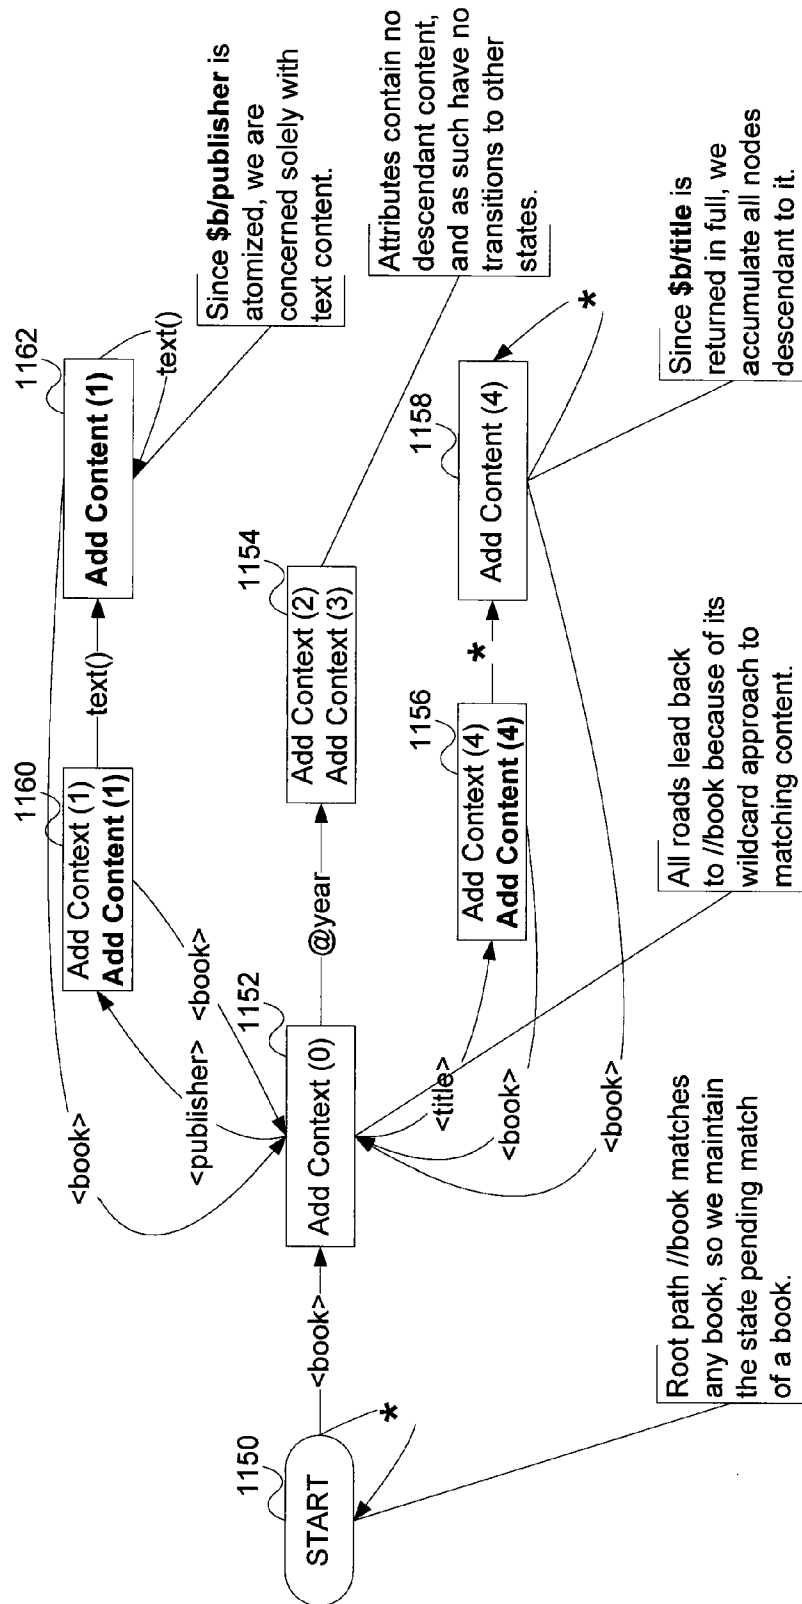 1162
Add Content (1)
text()
Since $b/publisher is
atomized, we are
concerned solely with
text content.
text()
1160
Add Context (1)
Add Content (1)
<book>
<publisher>
<book>
1154
Add Context (2)
Add Context (3)
Attributes contain no
descendant content,
and as such have no
transitions to other
states.
@year
1152
Add Context (0)
<book>
1150
START
*
1158
Add Content (4)
*
*
1156
Add Context (4)
Add Content (4)
<title>
<book>
<book>
Root path //book matches
any book, so we maintain
the state pending match
of a book.
All roads lead back
to //book because of its
wildcard approach to
matching content.
Since $b/title is
returned in full, we
accumulate all nodes
descendant to it.